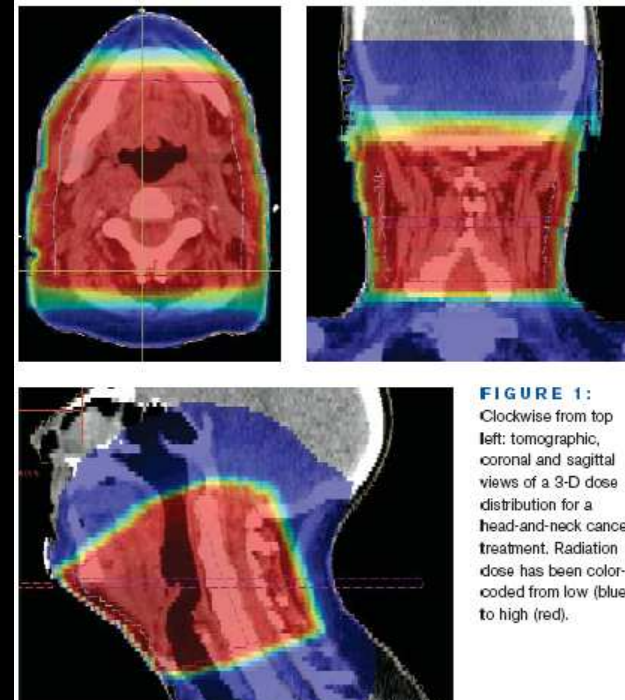 FIGURE 1:
Clockwise from top
left: tomographic,
coronal and sagittal
views of a 3-D dose
distribution for a
head-and-neck cance
treatment. Radiation
dose has been color-
coded from low (blue
to high (red).